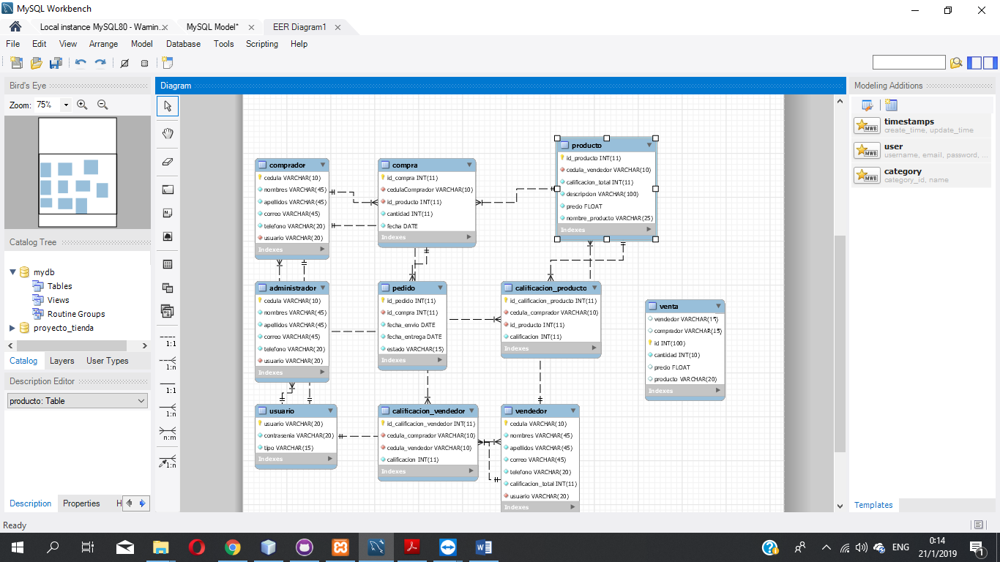 MySQL Workbench
Local instance MySQL80 - Warnin...
MySQL Model*
EER Diagram1
File Edit View Arrange Model Database Tools Scripting Help
Bird's Eye
Zoom: 75%
Catalog Tree
mydb
Tables
Views
Routine Groups
proyecto_tienda
Catalog Layers User Types
Description Editor
producto: Table
Description Properties H
Ready
Diagram
1:1
1:n
1:1
1:n
n:m
1:n
comprador
cedula VARCHAR(10)
nombres VARCHAR(45)
apellidos VARCHAR(45)
correo VARCHAR(45)
telefono VARCHAR(20)
usuario VARCHAR(20)
Indexes
compra
id_compra INT(11)
cedulaComprador VARCHAR(10)
id_producto INT(11)
cantidad INT(11)
fecha DATE
Indexes
producto
id_producto INT(11)
cedula_vendedor VARCHAR(10)
calificacion_total INT(11)
descripcion VARCHAR(100)
precio FLOAT
nombre_producto VARCHAR(25)
Indexes
administrador
cedula VARCHAR(10)
nombres VARCHAR(45)
apellidos VARCHAR(45)
correo VARCHAR(45)
telefono VARCHAR(20)
usuario VARCHAR(20)
Indexes
pedido
id_pedido INT(11)
id_compra INT(11)
fecha_envio DATE
fecha_entrega DATE
estado VARCHAR(15)
Indexes
calificacion_producto
id_calificacion_producto INT(11)
cedula_comprador VARCHAR(10)
id_producto INT(11)
calificacion INT(11)
Indexes
venta
vendedor VARCHAR(15)
comprador VARCHAR(15)
id INT(100)
cantidad INT(10)
precio FLOAT
producto VARCHAR(20)
Indexes
usuario
usuario VARCHAR(20)
contrasenia VARCHAR(20)
tipo VARCHAR(15)
Indexes
calificacion_vendedor
id_calificacion_vendedor INT(11)
cedula_comprador VARCHAR(10)
cedula_vendedor VARCHAR(10)
calificacion INT(11)
Indexes
vendedor
cedula VARCHAR(10)
nombres VARCHAR(45)
apellidos VARCHAR(45)
correo VARCHAR(45)
telefono VARCHAR(20)
calificacion_total INT(11)
usuario VARCHAR(20)
Indexes
Modeling Additions
MWB
timestamps
create_time, update_time
MWB
user
username, email, password, ...
MWB
category
category_id, name
Templates
ENG
0:14
21/1/2019
1